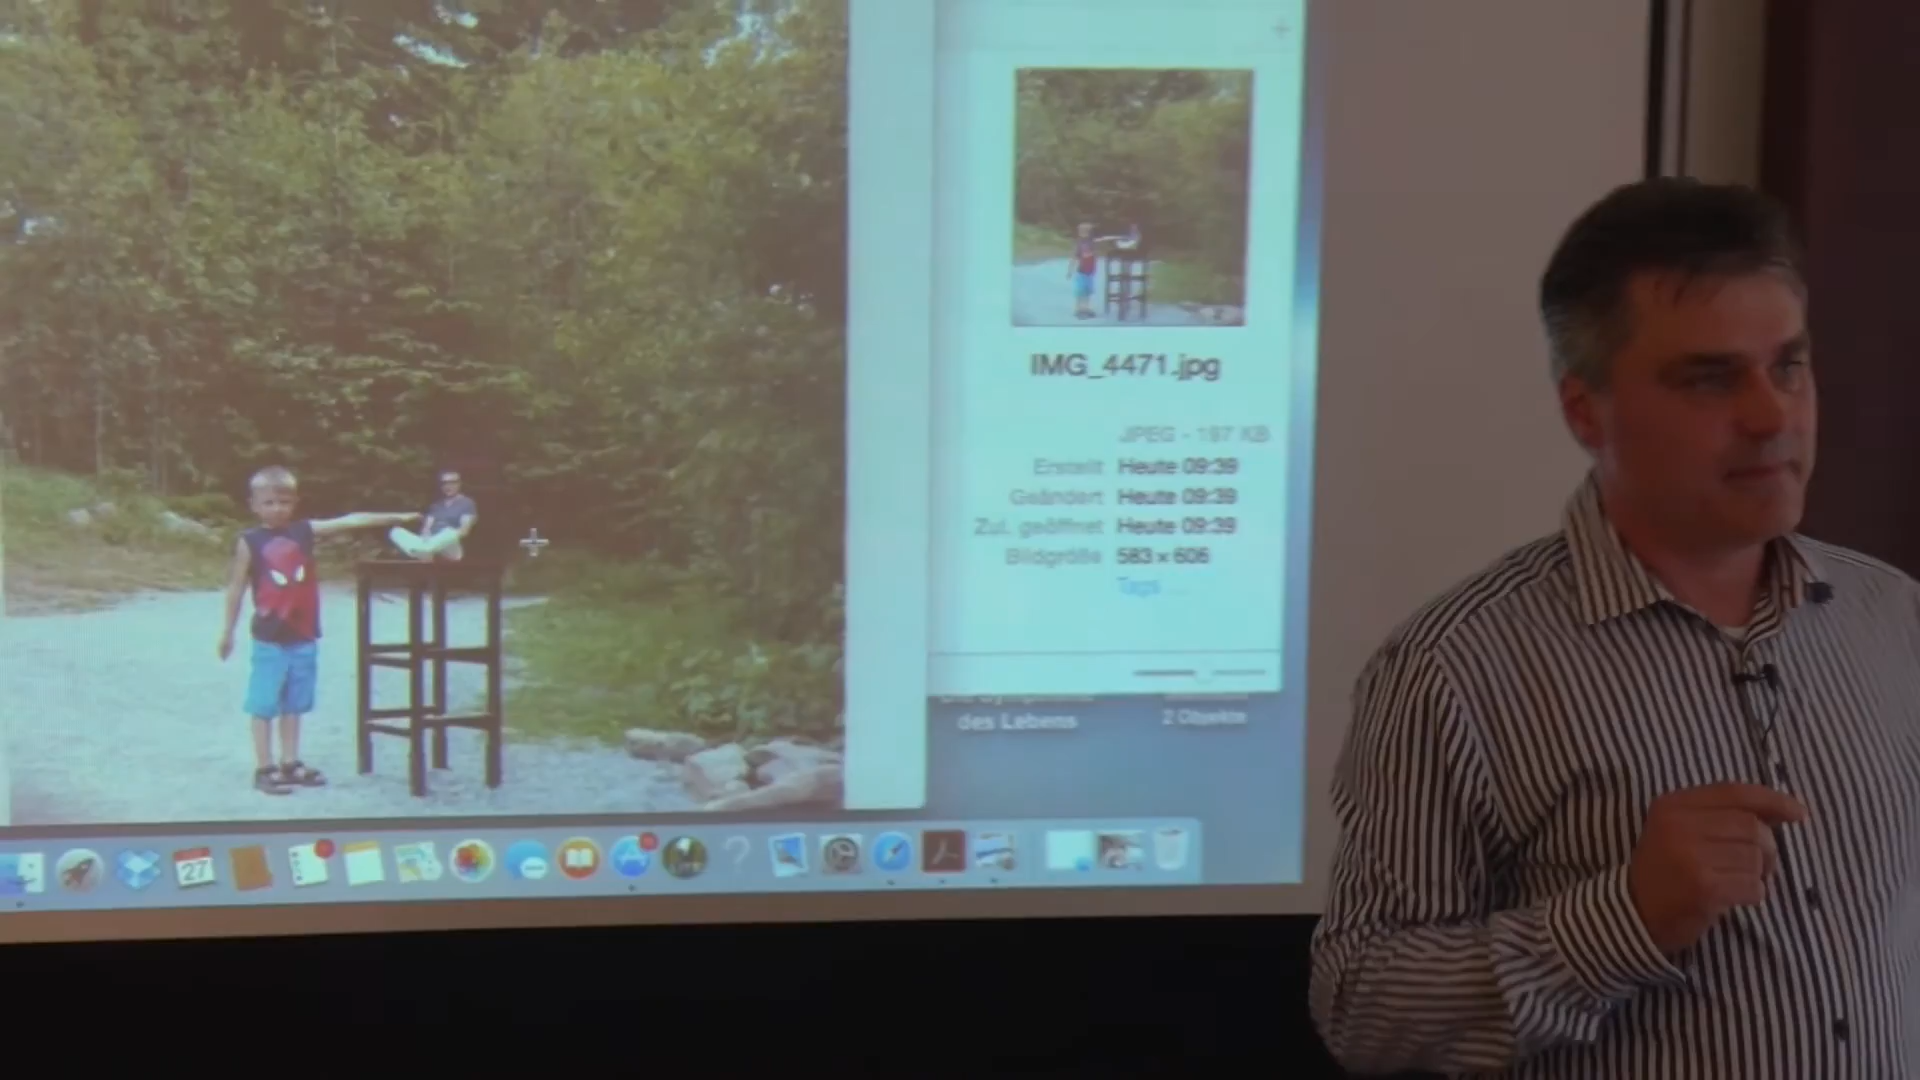 IMG_4471.jpg
JPEG - 197 KB
Erstellt Heute 09:39
Geändert Heute 09:39
Zul. geöffnet Heute 09:39
Bildgröße 583 × 606
Tags
des Lebens
2 Objekte
27